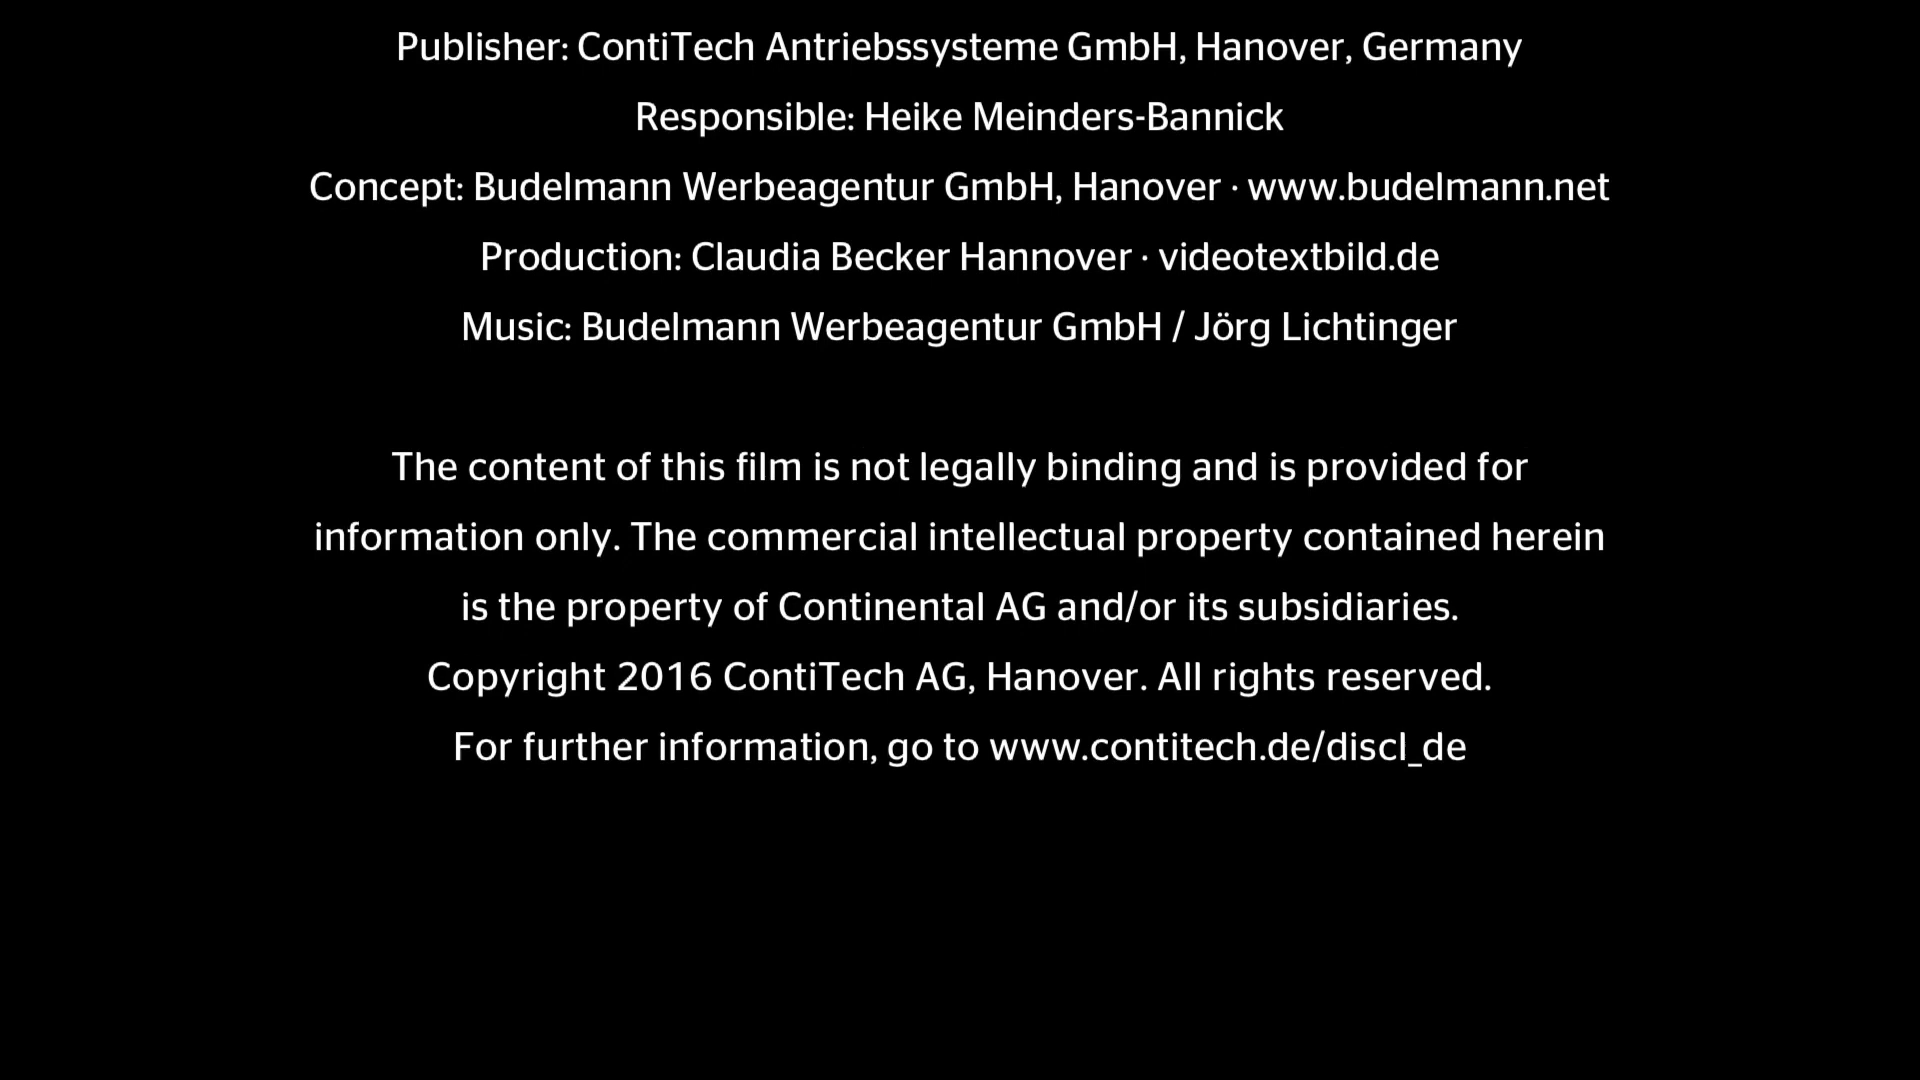 Publisher: ContiTech Antriebssysteme GmbH, Hanover, Germany
Responsible: Heike Meinders-Bannick
Concept: Budelmann Werbeagentur GmbH, Hanover · www.budelmann.net
Production: Claudia Becker Hannover · videotextbild.de
Music: Budelmann Werbeagentur GmbH / Jörg Lichtinger
The content of this film is not legally binding and is provided for
information only. The commercial intellectual property contained herein
is the property of Continental AG and/or its subsidiaries.
Copyright 2016 ContiTech AG, Hanover. All rights reserved.
For further information, go to www.contitech.de/discl_de